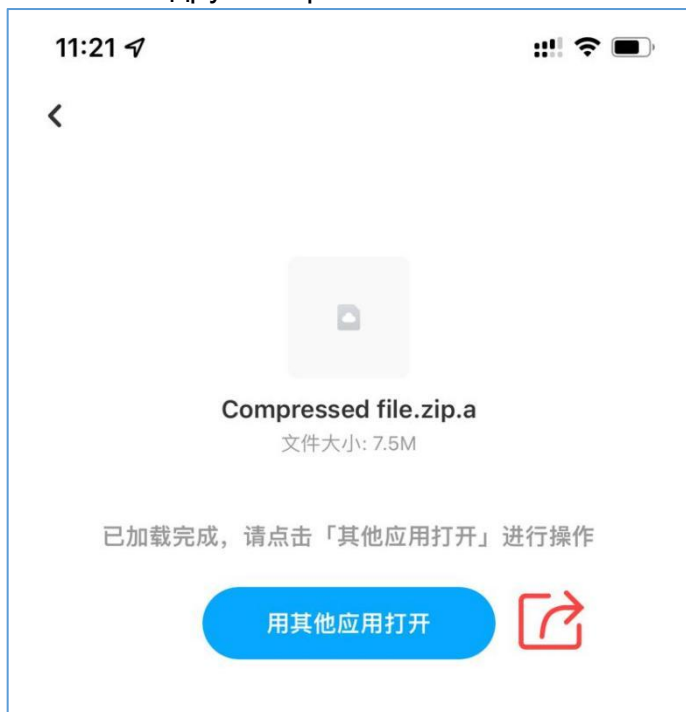 11:21
Compressed file.zip.a
文件大小: 7.5M
已加载完成，请点击「其他应用打开」进行操作
用其他应用打开